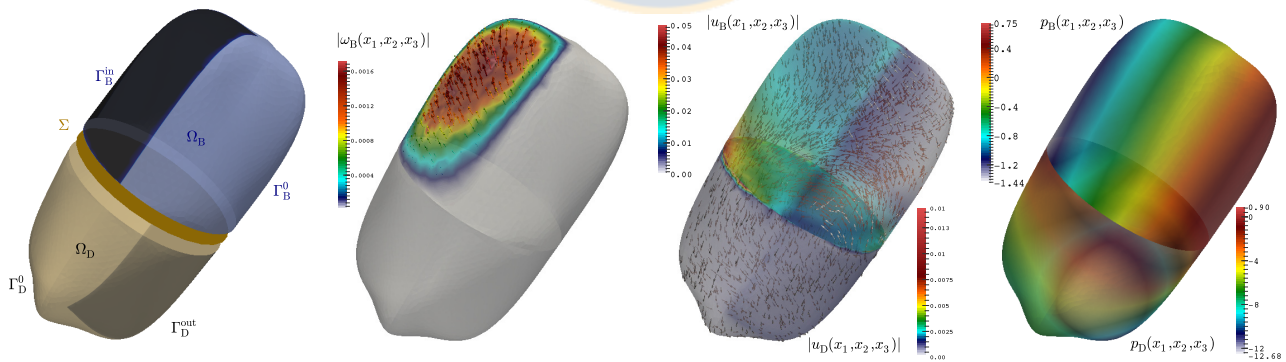 Γ_B^in
Σ
Ω_B
Γ_B^0
Ω_D
Γ_D^0
Γ_D^out
|ω_B(x_1,x_2,x_3)|
0.0016
0.0012
0.0008
0.0004
|u_B(x_1,x_2,x_3)|
0.05
0.04
0.03
0.02
0.01
0.00
|u_D(x_1,x_2,x_3)|
0.01
0.013
0.01
0.0075
0.005
0.0025
0.00
p_B(x_1,x_2,x_3)
0.75
0.4
0
-0.4
-0.8
-1.2
-1.44
p_D(x_1,x_2,x_3)
0.90
0
-4
-8
-12
-12.68